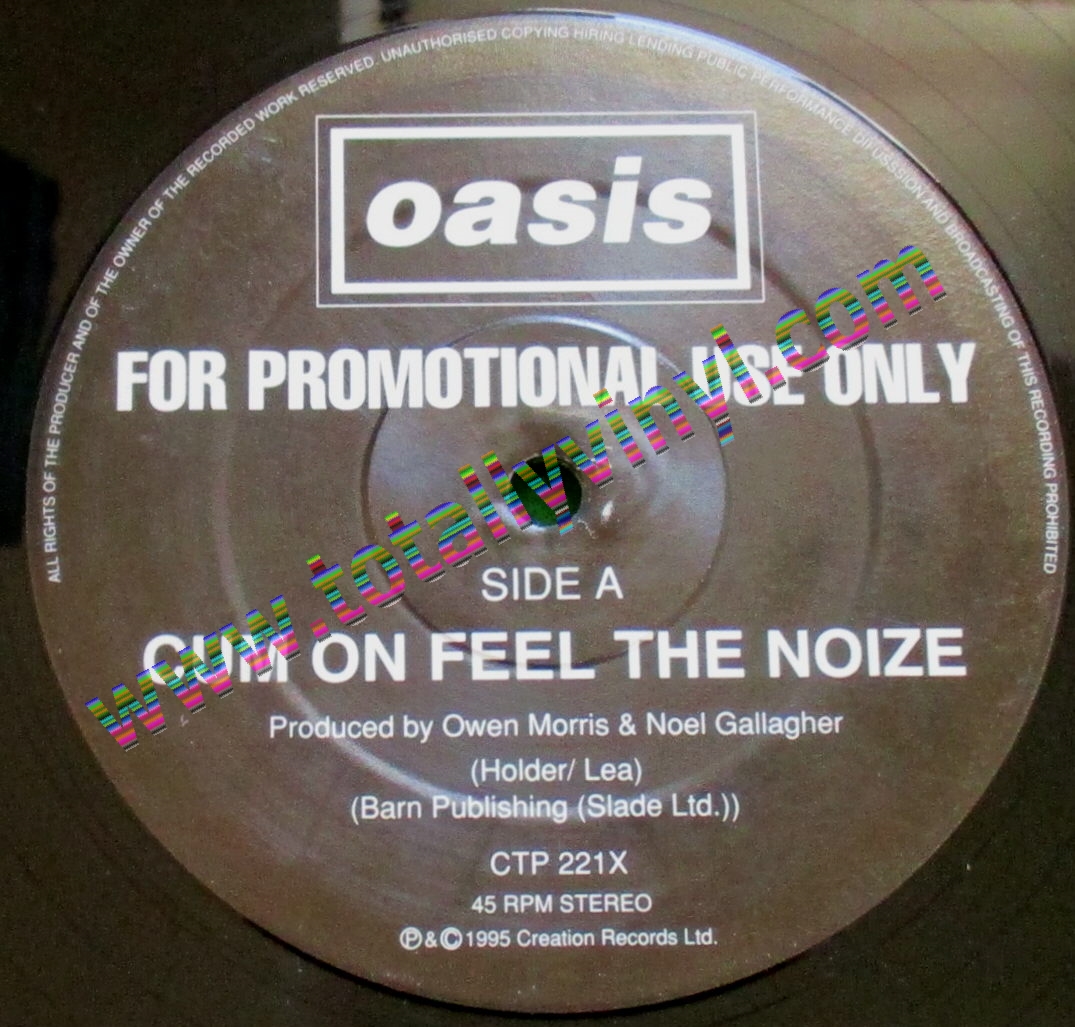 ALL RIGHTS OF THE PRODUCER AND OF THE OWNER OF THE RECORDED WORK RESERVED. UNAUTHORISED COPYING HIRING LENDING PUBLIC PERFORMANCE DIFUSSSION AND BROADCASTING OF THIS RECORDING PROHIBITED
oasis
FOR PROMOTIONAL USE ONLY
www.totallyvinyl.com
SIDE A
CUM ON FEEL THE NOIZE
Produced by Owen Morris & Noel Gallagher
(Holder/ Lea)
(Barn Publishing (Slade Ltd.))
CTP 221X
45 RPM STEREO
℗ & © 1995 Creation Records Ltd.